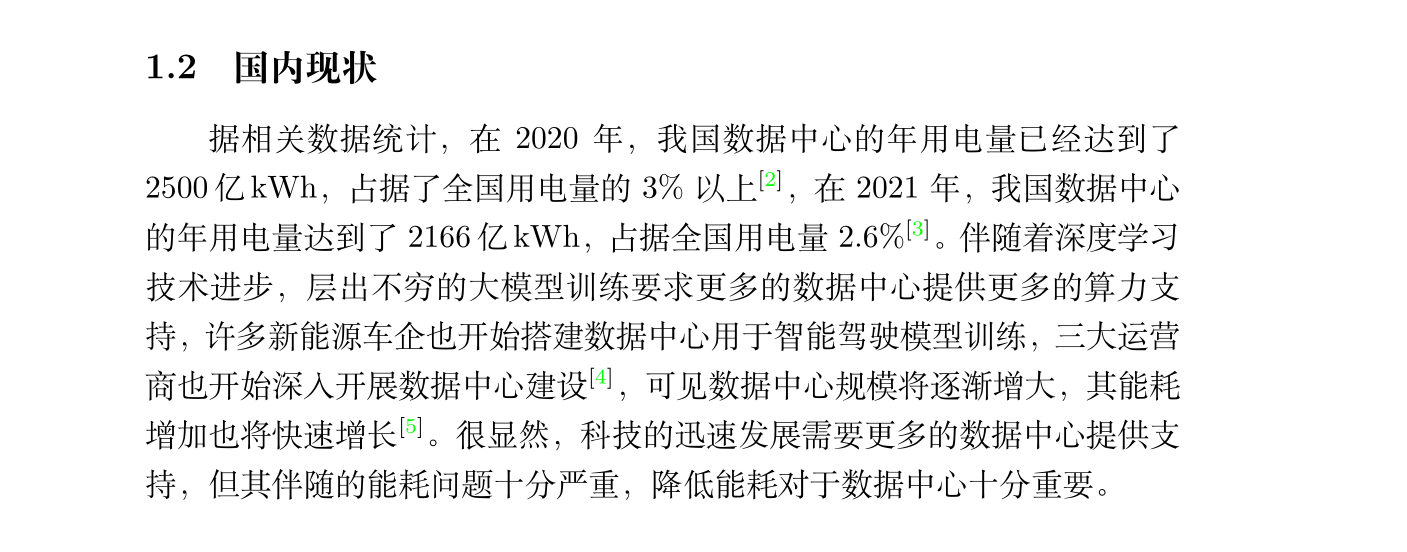 1.2 国内现状
据相关数据统计，在 2020 年，我国数据中心的年用电量已经达到了
2500 亿 kWh，占据了全国用电量的 3% 以上[2]，在 2021 年，我国数据中心
的年用电量达到了 2166 亿 kWh，占据全国用电量 2.6%[3]。伴随着深度学习
技术进步，层出不穷的大模型训练要求更多的数据中心提供更多的算力支
持，许多新能源车企也开始搭建数据中心用于智能驾驶模型训练，三大运营
商也开始深入开展数据中心建设[4]，可见数据中心规模将逐渐增大，其能耗
增加也将快速增长[5]。很显然，科技的迅速发展需要更多的数据中心提供支
持，但其伴随的能耗问题十分严重，降低能耗对于数据中心十分重要。